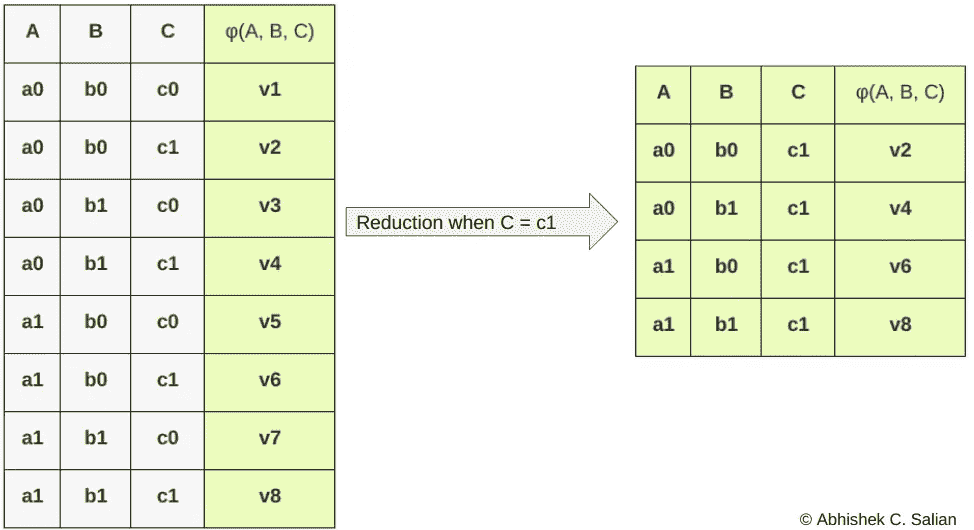 A B C φ(A, B, C)
a0 b0 c0 v1
a0 b0 c1 v2
a0 b1 c0 v3
a0 b1 c1 v4
a1 b0 c0 v5
a1 b0 c1 v6
a1 b1 c0 v7
a1 b1 c1 v8
Reduction when C = c1
A B C φ(A, B, C)
a0 b0 c1 v2
a0 b1 c1 v4
a1 b0 c1 v6
a1 b1 c1 v8
© Abhishek C. Salian